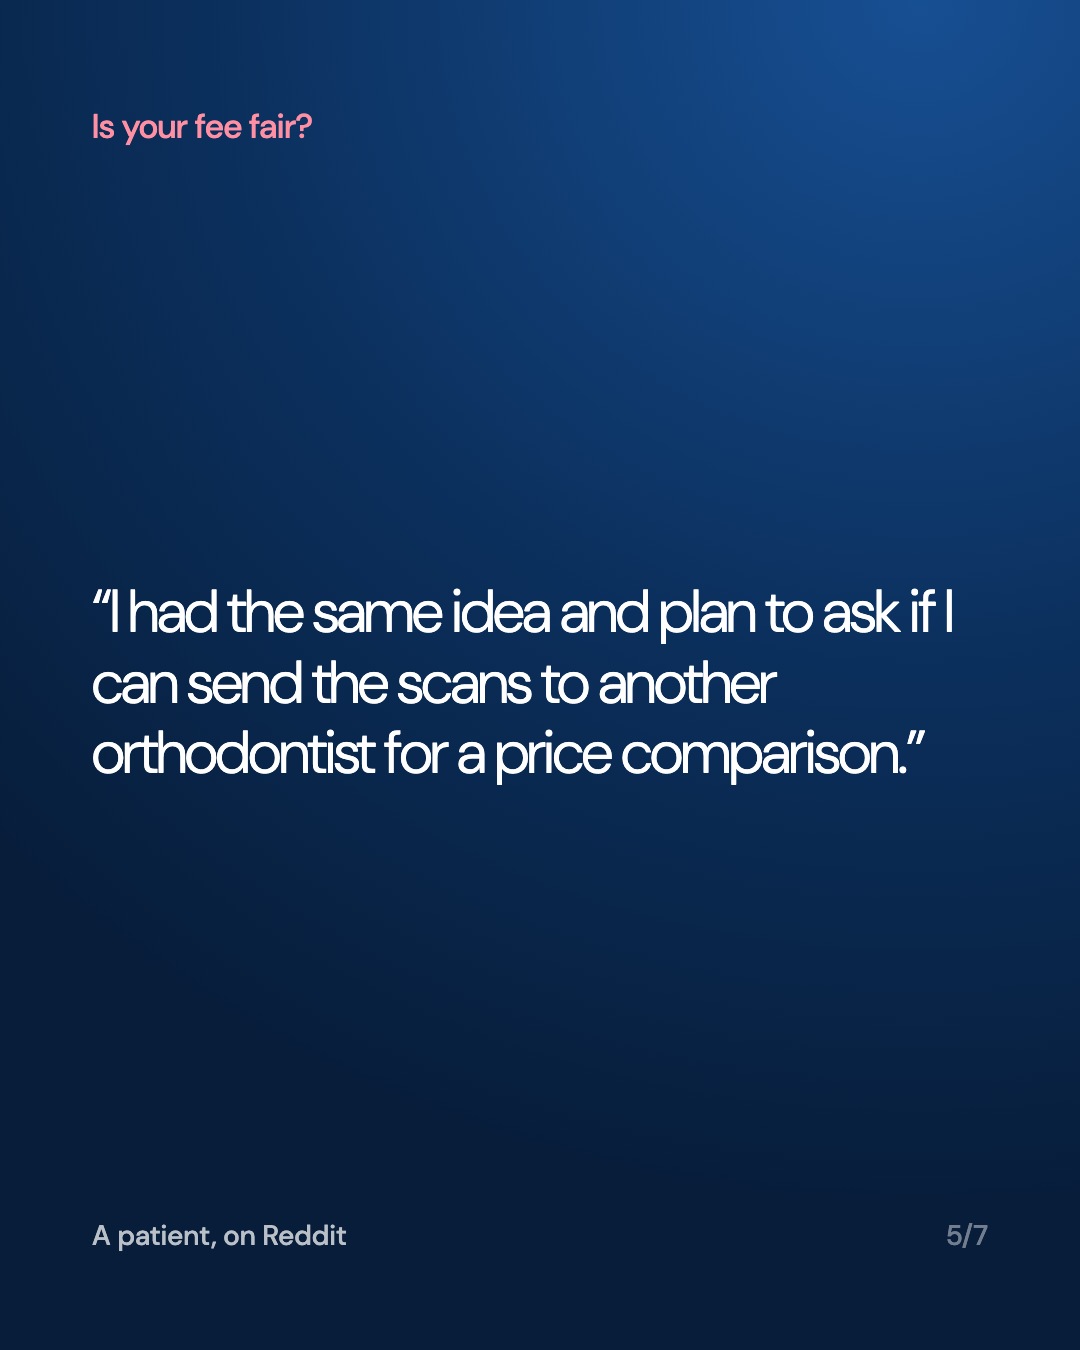 Is your fee fair?
“I had the same idea and plan to ask if I
can send the scans to another
orthodontist for a price comparison.”
A patient, on Reddit
5/7